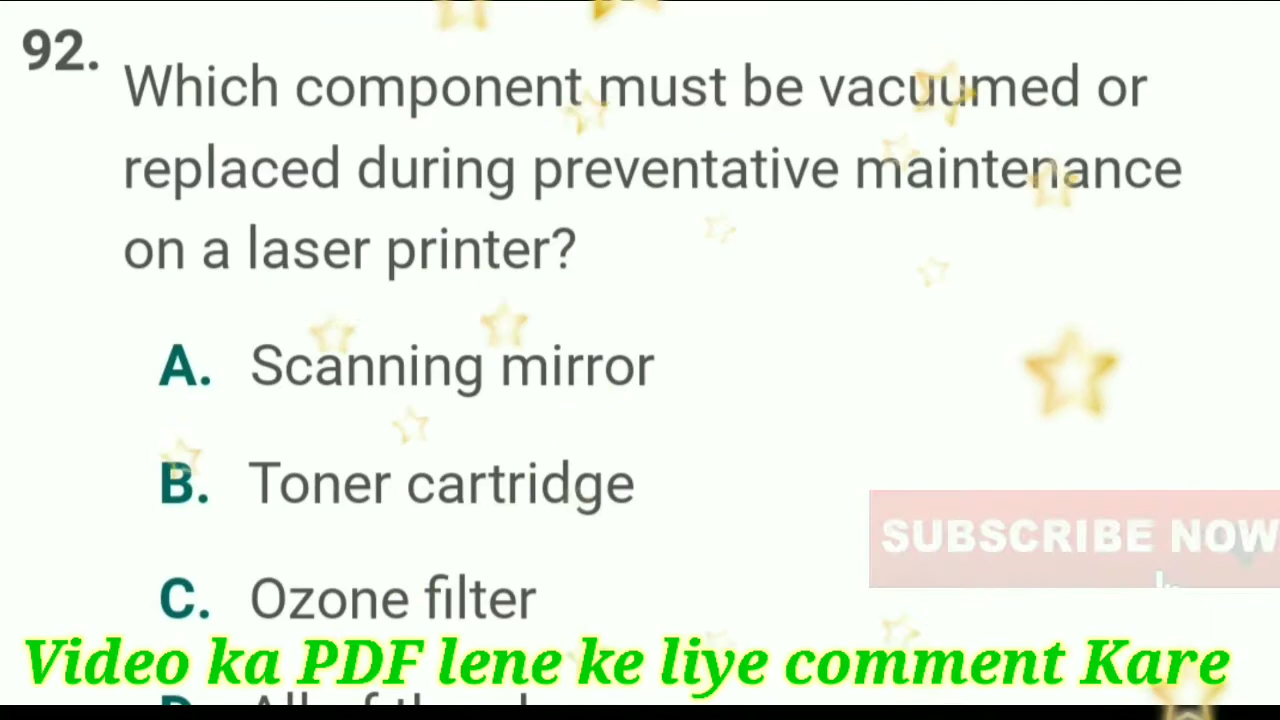 92.
Which component must be vacuumed or
replaced during preventative maintenance
on a laser printer?
A. Scanning mirror
B. Toner cartridge
C. Ozone filter
SUBSCRIBE NOW
Video ka PDF lene ke liye comment Kare